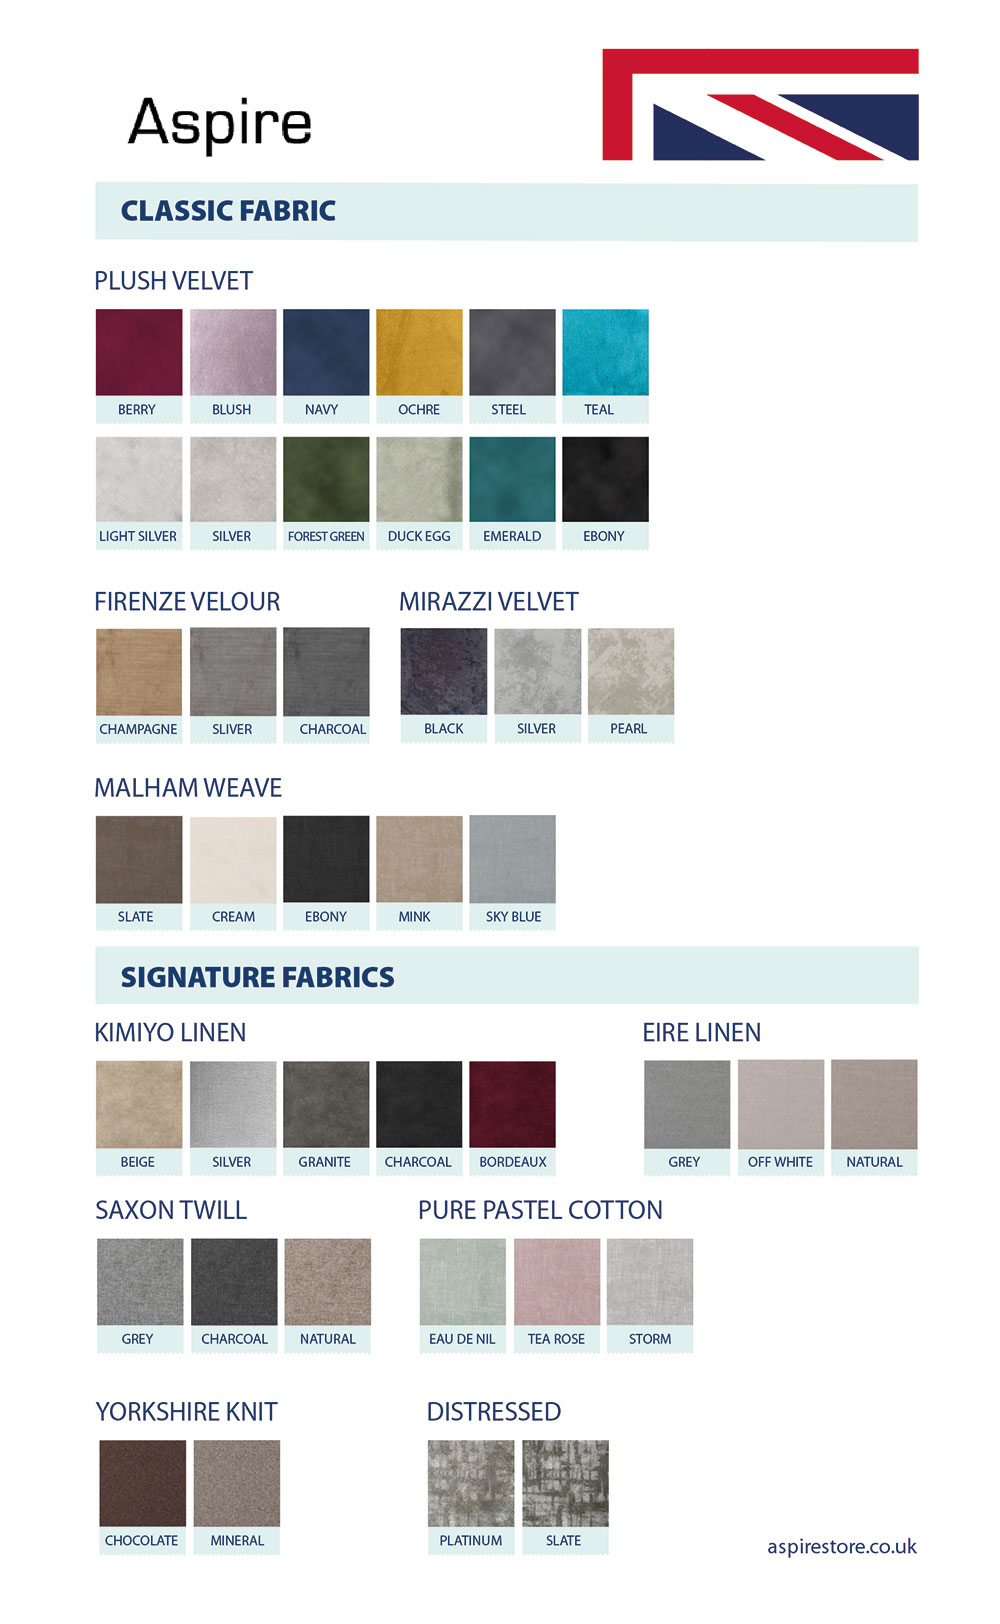 Aspire
CLASSIC FABRIC
PLUSH VELVET
BERRY BLUSH NAVY OCHRE STEEL TEAL
LIGHT SILVER SILVER FOREST GREEN DUCK EGG EMERALD EBONY
FIRENZE VELOUR MIRAZZI VELVET
CHAMPAGNE SLIVER CHARCOAL BLACK SILVER PEARL
MALHAM WEAVE
SLATE CREAM EBONY MINK SKY BLUE
SIGNATURE FABRICS
KIMIYO LINEN EIRE LINEN
BEIGE SILVER GRANITE CHARCOAL BORDEAUX GREY OFF WHITE NATURAL
SAXON TWILL PURE PASTEL COTTON
GREY CHARCOAL NATURAL EAU DE NIL TEA ROSE STORM
YORKSHIRE KNIT DISTRESSED
CHOCOLATE MINERAL PLATINUM SLATE
aspirestore.co.uk